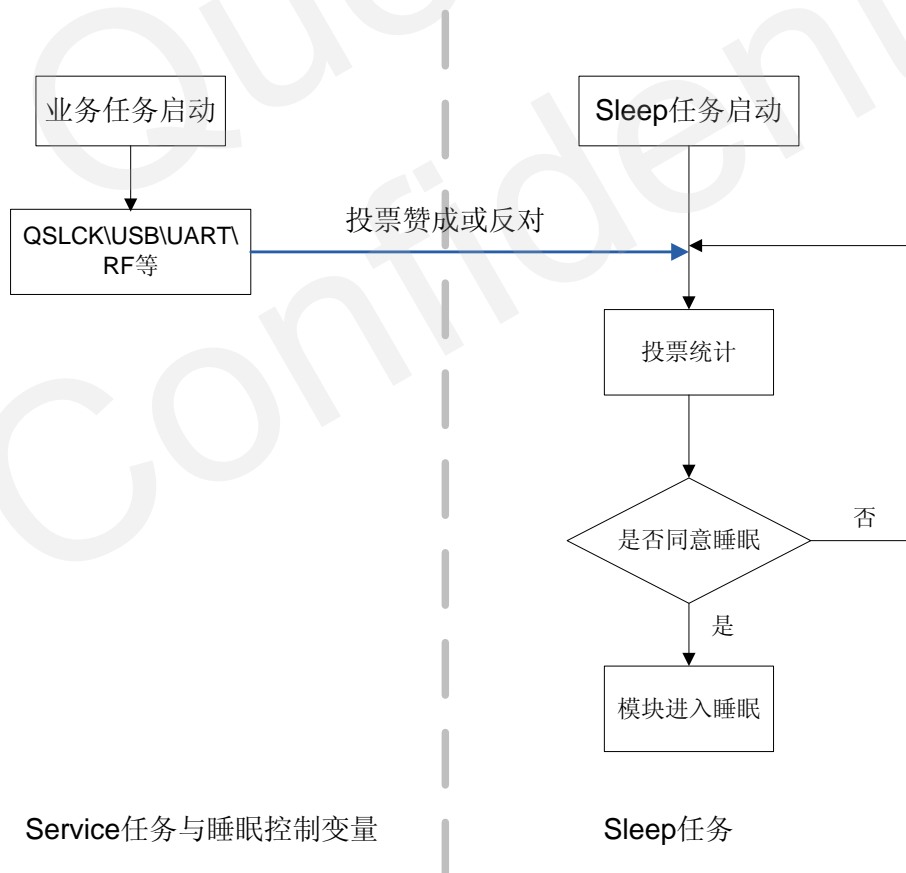 业务任务启动
QSLCK\USB\UART\
RF等
投票赞成或反对
Sleep任务启动
投票统计
是否同意睡眠
否
是
模块进入睡眠
Service任务与睡眠控制变量
Sleep任务